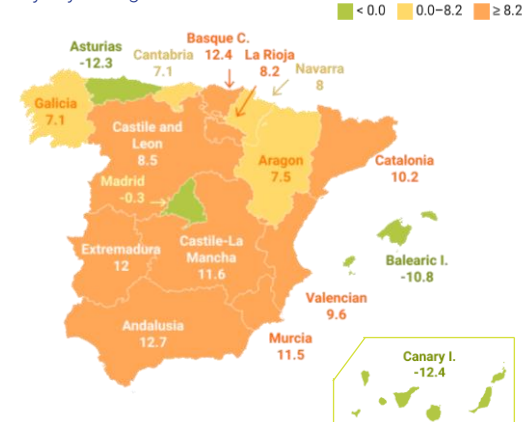 < 0.0 0.0–8.2 ≥ 8.2
Asturias
-12.3
Cantabria
7.1
Basque C.
12.4
La Rioja
8.2
Navarra
8
Galicia
7.1
Castile and
Leon
8.5
Aragon
7.5
Catalonia
10.2
Madrid
-0.3
Extremadura
12
Castile-La
Mancha
11.6
Balearic I.
-10.8
Valencian
9.6
Andalusia
12.7
Murcia
11.5
Canary I.
-12.4